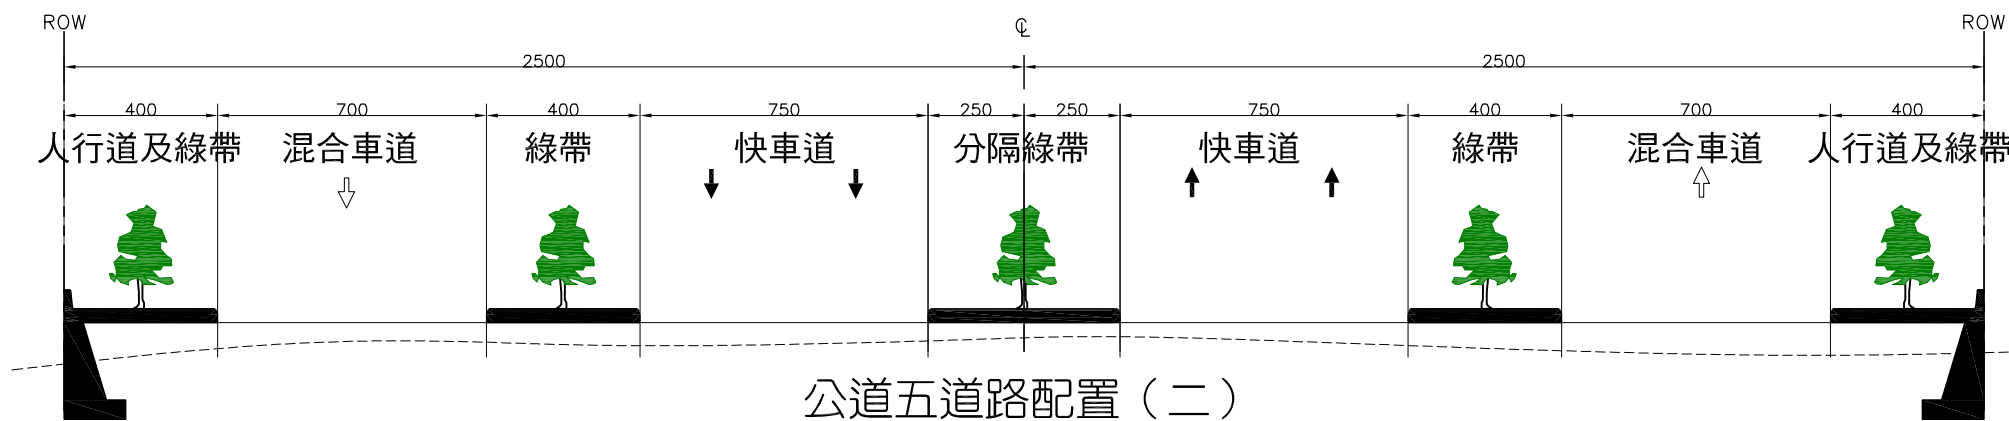 ROW ℄ ROW
2500 2500
400 700 400 750 250 250 750 400 700 400
人行道及綠帶 混合車道 綠帶 快車道 分隔綠帶 快車道 綠帶 混合車道 人行道及綠帶
公道五道路配置（二）